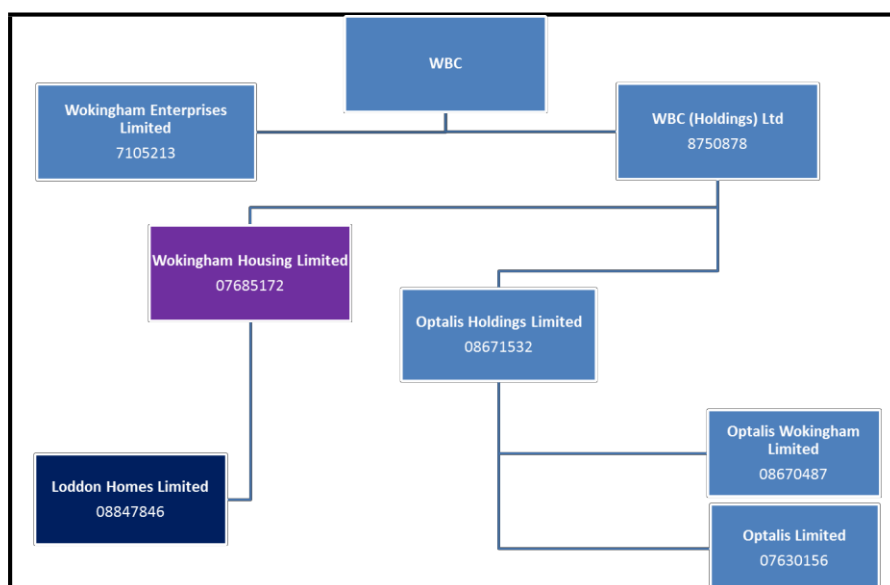 WBC
Wokingham Enterprises
Limited
7105213
WBC (Holdings) Ltd
8750878
Wokingham Housing Limited
07685172
Optalis Holdings Limited
08671532
Optalis Wokingham
Limited
08670487
Loddon Homes Limited
08847846
Optalis Limited
07630156